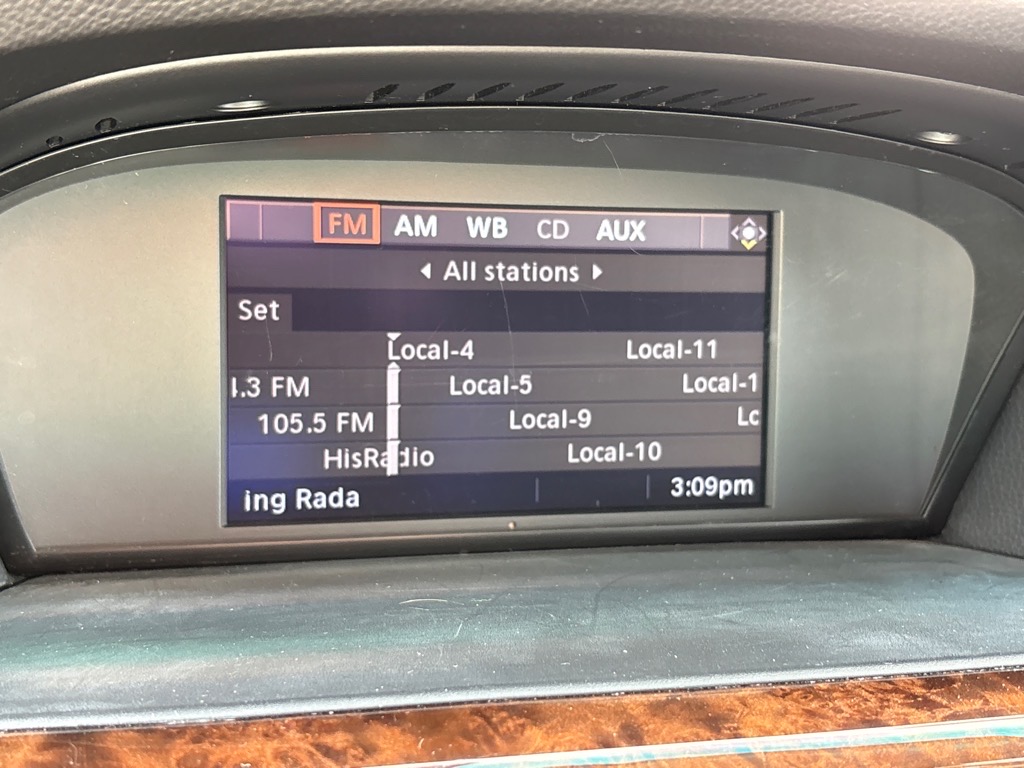 FM AM WB CD AUX
All stations
Set
Local-4 Local-11
.3 FM Local-5 Local-1
105.5 FM Local-9 Lc
HisRadio Local-10
ing Rada 3:09pm